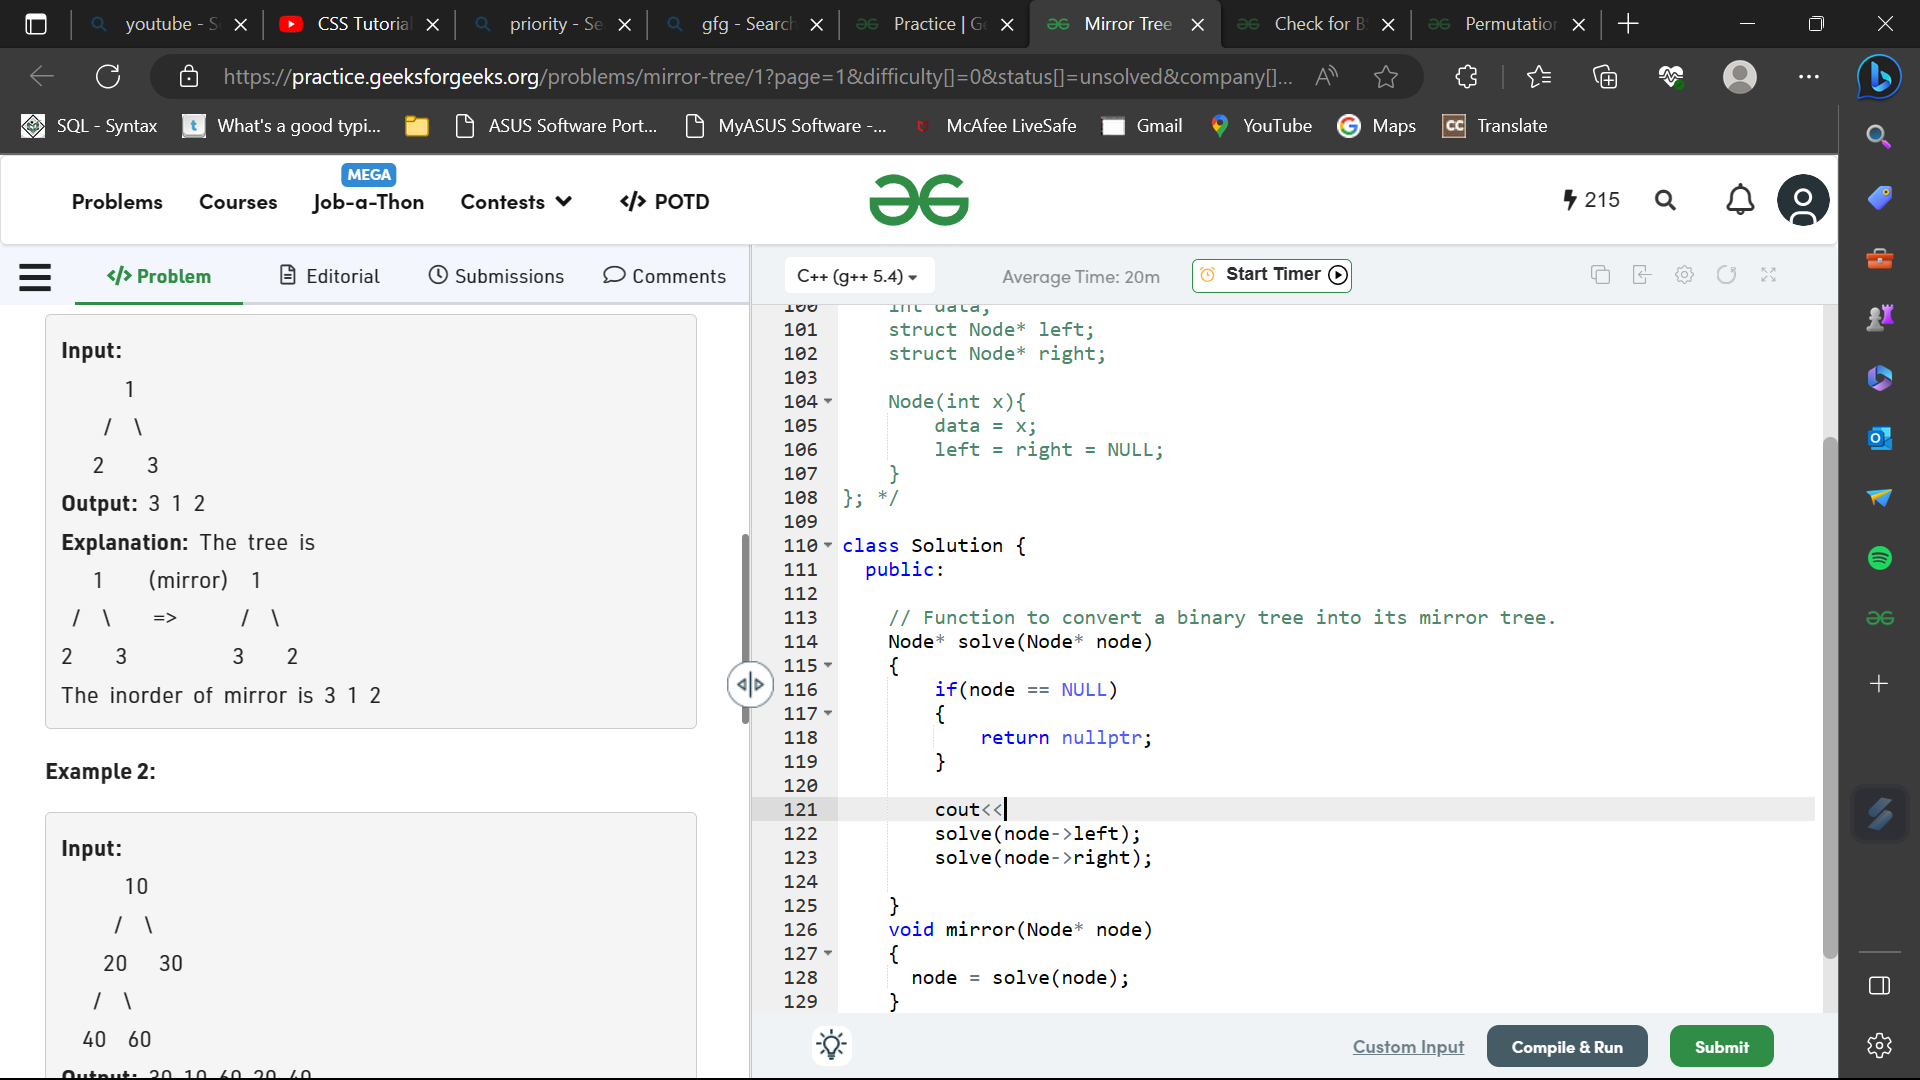 youtube - S
CSS Tutoria
priority - Se
gfg - Search
Practice | G
Mirror Tree
Check for B
Permutation
https://practice.geeksforgeeks.org/problems/mirror-tree/1?page=1&difficulty[]=0&status[]=unsolved&company[]...
SQL - Syntax
What's a good typi...
ASUS Software Port...
MyASUS Software -...
McAfee LiveSafe
Gmail
YouTube
Maps
CC Translate
MEGA
Problems
Courses
Job-a-Thon
Contests
</> POTD
215
</> Problem
Editorial
Submissions
Comments
C++ (g++ 5.4)
Average Time: 20m
Start Timer
Input:
1
/ \
2 3
Output: 3 1 2
Explanation: The tree is
1 (mirror) 1
/ \ => / \
2 3 3 2
The inorder of mirror is 3 1 2
Example 2:
Input:
10
/ \
20 30
/ \
40 60
Output: 30 10 60 20 40
100 int data;
101 struct Node* left;
102 struct Node* right;
103
104 Node(int x){
105 data = x;
106 left = right = NULL;
107 }
108 }; */
109
110 class Solution {
111 public:
112
113 // Function to convert a binary tree into its mirror tree.
114 Node* solve(Node* node)
115 {
116 if(node == NULL)
117 {
118 return nullptr;
119 }
120
121 cout<<
122 solve(node->left);
123 solve(node->right);
124
125 }
126 void mirror(Node* node)
127 {
128 node = solve(node);
129 }
Custom Input
Compile & Run
Submit